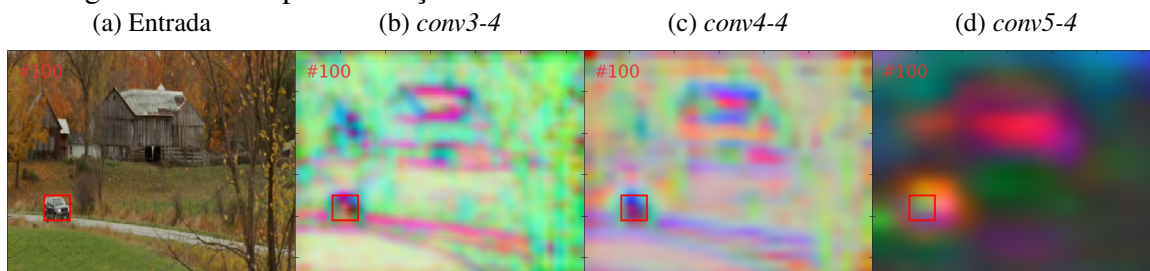 (a) Entrada
(b) conv3-4
(c) conv4-4
(d) conv5-4
#100
#100
#100
#100